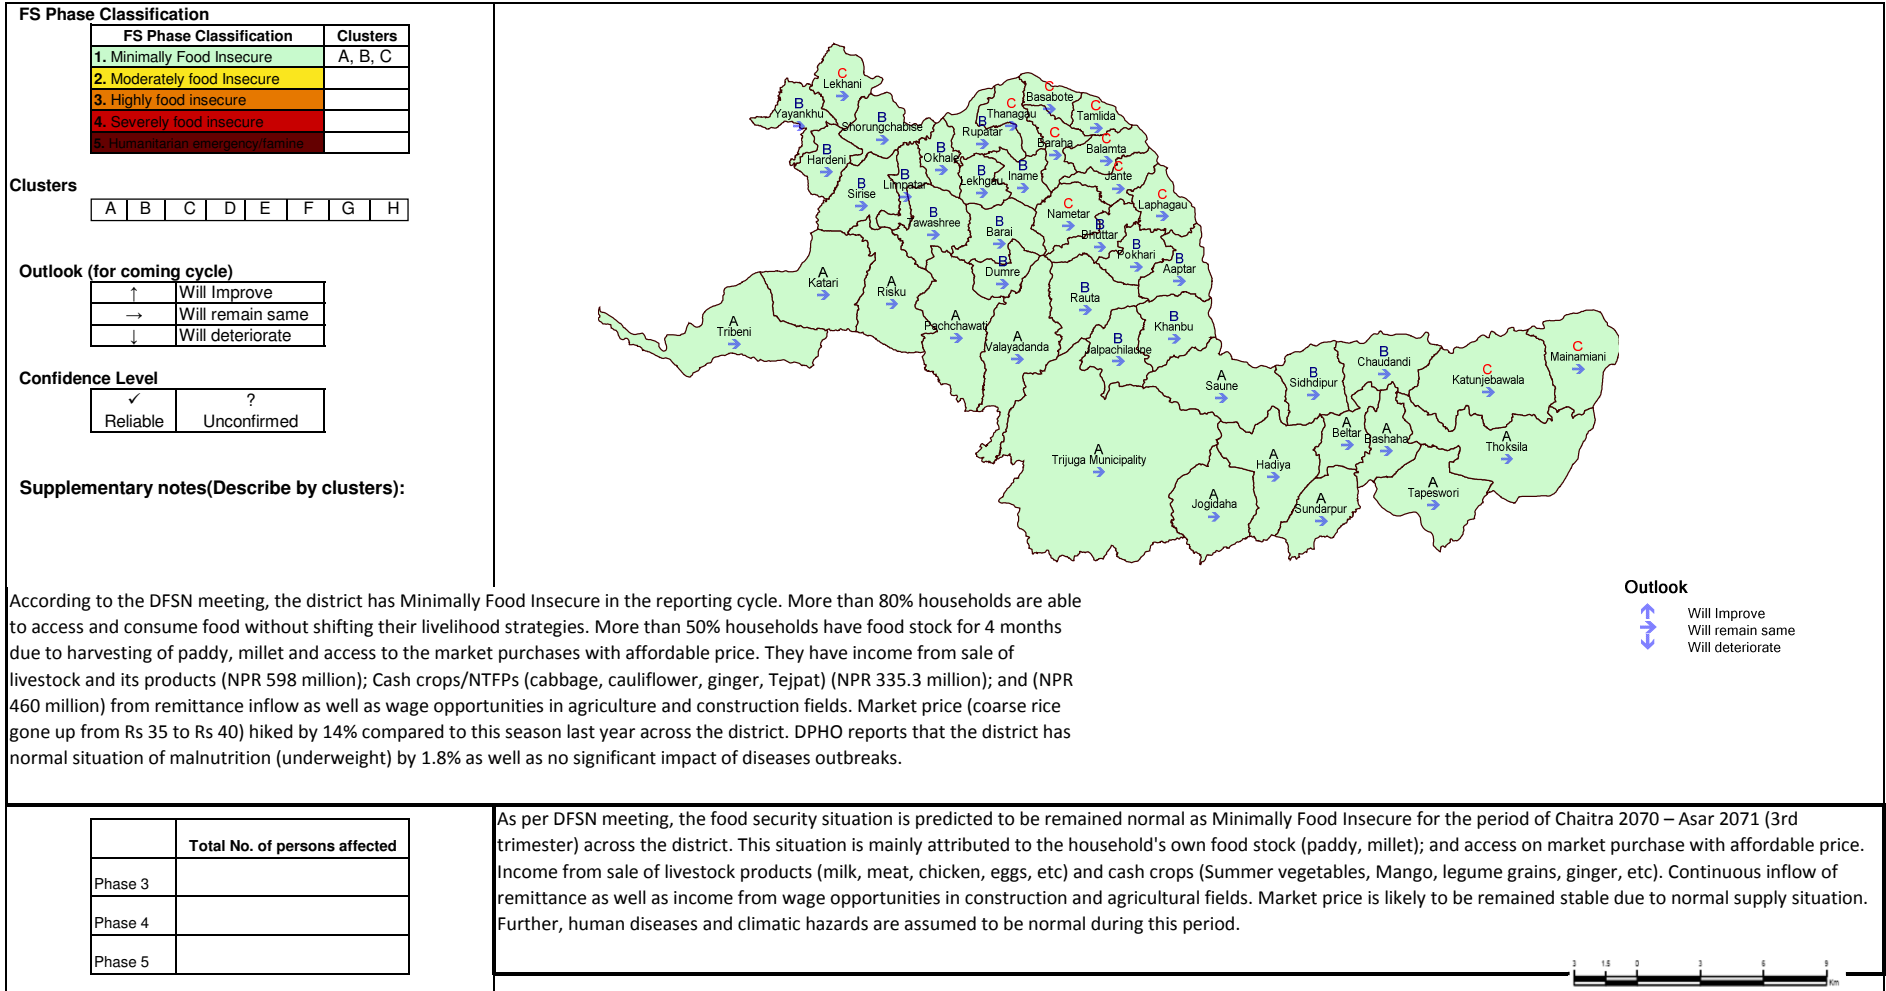 FS Phase Classification
FS Phase Classification Clusters
1. Minimally Food Insecure A, B, C
2. Moderately food Insecure
3. Highly food insecure
4. Severely food insecure
5. Humanitarian emergency/famine
Clusters
A B C D E F G H
Outlook (for coming cycle)
↑ Will Improve
→ Will remain same
↓ Will deteriorate
Confidence Level
✓ ?
Reliable Unconfirmed
Supplementary notes(Describe by clusters):
C Lekhani
B Yayankhu
B Shorungchabise
B Hardeni
B Sirise
B Limpatar
B Okhale
B Rupatar
C Thanagau
C Basabote
C Tamlida
C Baraha
C Balamta
C Jante
B Lekhgau
B Iname
B Tawashree
B Barai
C Nametar
B Bhuttar
C Laphagau
B Pokhari
B Aaptar
B Dumre
B Rauta
B Khanbu
B Jalpachilaune
A Katari
A Risku
A Tribeni
A Pachchawati
A Valayadanda
A Saune
B Sidhdipur
B Chaudandi
C Katunjebawala
C Mainamiani
A Trijuga Municipality
A Hadiya
A Beltar
A Bashaha
A Thoksila
A Jogidaha
A Sundarpur
A Tapeswori
Outlook
Will Improve
Will remain same
Will deteriorate
According to the DFSN meeting, the district has Minimally Food Insecure in the reporting cycle. More than 80% households are able
to access and consume food without shifting their livelihood strategies. More than 50% households have food stock for 4 months
due to harvesting of paddy, millet and access to the market purchases with affordable price. They have income from sale of
livestock and its products (NPR 598 million); Cash crops/NTFPs (cabbage, cauliflower, ginger, Tejpat) (NPR 335.3 million); and (NPR
460 million) from remittance inflow as well as wage opportunities in agriculture and construction fields. Market price (coarse rice
gone up from Rs 35 to Rs 40) hiked by 14% compared to this season last year across the district. DPHO reports that the district has
normal situation of malnutrition (underweight) by 1.8% as well as no significant impact of diseases outbreaks.
Total No. of persons affected
Phase 3
Phase 4
Phase 5
As per DFSN meeting, the food security situation is predicted to be remained normal as Minimally Food Insecure for the period of Chaitra 2070 – Asar 2071 (3rd
trimester) across the district. This situation is mainly attributed to the household's own food stock (paddy, millet); and access on market purchase with affordable price.
Income from sale of livestock products (milk, meat, chicken, eggs, etc) and cash crops (Summer vegetables, Mango, legume grains, ginger, etc). Continuous inflow of
remittance as well as income from wage opportunities in construction and agricultural fields. Market price is likely to be remained stable due to normal supply situation.
Further, human diseases and climatic hazards are assumed to be normal during this period.
3 1.5 0 3 6 9
Km